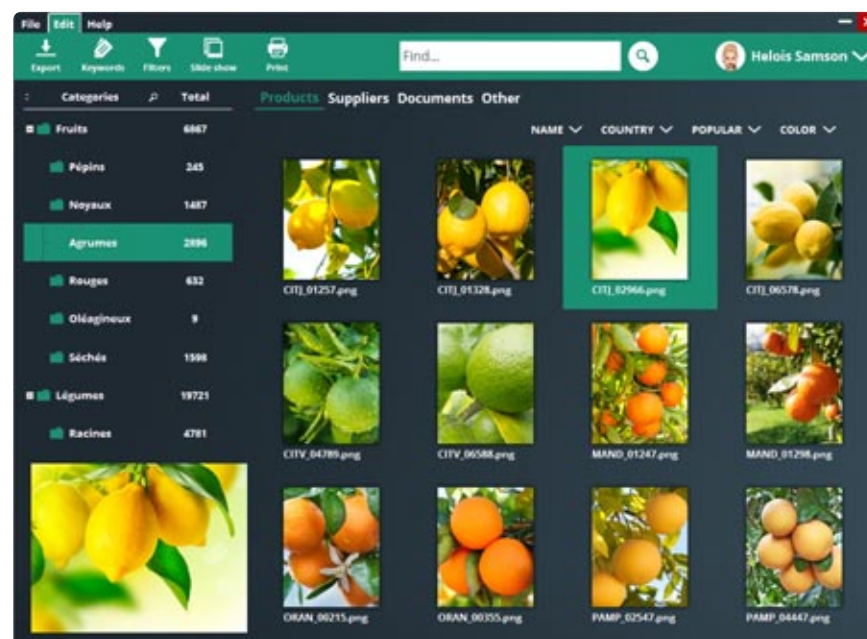 File Edit Help
Export Keywords Filters Slide show Print Find... Helois Samson
Categories Total
Fruits 6867
Pépins 245
Noyaux 1487
Agrumes 2896
Rouges 632
Oléagineux 9
Séchés 1598
Légumes 19721
Racines 4781
Products Suppliers Documents Other
NAME COUNTRY POPULAR COLOR
CITJ_01257.png CITJ_01328.png CITJ_02966.png CITJ_06578.png
CITV_04789.png CITV_06588.png MAND_01247.png MAND_01298.png
ORAN_00215.png ORAN_00355.png PAMP_02547.png PAMP_04447.png